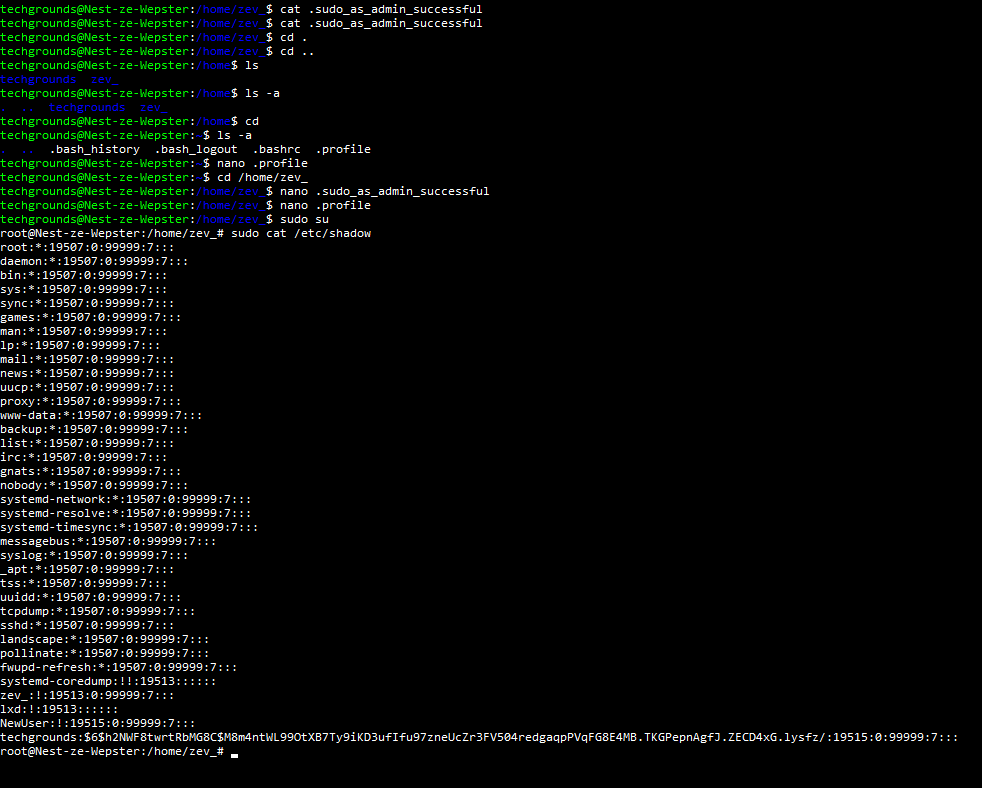 techgrounds@Nest-ze-Wepster:/home/zev_$ cat .sudo_as_admin_successful
techgrounds@Nest-ze-Wepster:/home/zev_$ cat .sudo_as_admin_successful
techgrounds@Nest-ze-Wepster:/home/zev_$ cd .
techgrounds@Nest-ze-Wepster:/home/zev_$ cd ..
techgrounds@Nest-ze-Wepster:/home$ ls
techgrounds  zev_
techgrounds@Nest-ze-Wepster:/home$ ls -a
.  ..  techgrounds  zev_
techgrounds@Nest-ze-Wepster:/home$ cd
techgrounds@Nest-ze-Wepster:~$ ls -a
.  ..  .bash_history  .bash_logout  .bashrc  .profile
techgrounds@Nest-ze-Wepster:~$ nano .profile
techgrounds@Nest-ze-Wepster:~$ cd /home/zev_
techgrounds@Nest-ze-Wepster:/home/zev_$ nano .sudo_as_admin_successful
techgrounds@Nest-ze-Wepster:/home/zev_$ nano .profile
techgrounds@Nest-ze-Wepster:/home/zev_$ sudo su
root@Nest-ze-Wepster:/home/zev_# sudo cat /etc/shadow
root:*:19507:0:99999:7:::
daemon:*:19507:0:99999:7:::
bin:*:19507:0:99999:7:::
sys:*:19507:0:99999:7:::
sync:*:19507:0:99999:7:::
games:*:19507:0:99999:7:::
man:*:19507:0:99999:7:::
lp:*:19507:0:99999:7:::
mail:*:19507:0:99999:7:::
news:*:19507:0:99999:7:::
uucp:*:19507:0:99999:7:::
proxy:*:19507:0:99999:7:::
www-data:*:19507:0:99999:7:::
backup:*:19507:0:99999:7:::
list:*:19507:0:99999:7:::
irc:*:19507:0:99999:7:::
gnats:*:19507:0:99999:7:::
nobody:*:19507:0:99999:7:::
systemd-network:*:19507:0:99999:7:::
systemd-resolve:*:19507:0:99999:7:::
systemd-timesync:*:19507:0:99999:7:::
messagebus:*:19507:0:99999:7:::
syslog:*:19507:0:99999:7:::
_apt:*:19507:0:99999:7:::
tss:*:19507:0:99999:7:::
uuidd:*:19507:0:99999:7:::
tcpdump:*:19507:0:99999:7:::
sshd:*:19507:0:99999:7:::
landscape:*:19507:0:99999:7:::
pollinate:*:19507:0:99999:7:::
fwupd-refresh:*:19507:0:99999:7:::
systemd-coredump:!!:19513::::::
zev_:!:19513:0:99999:7:::
lxd:!:19513::::::
NewUser:!:19515:0:99999:7:::
techgrounds:$6$h2NWF8twrtRbMG8C$M8m4ntWL99OtXB7Ty9iKD3ufIfu97zneUcZr3FV504redgaqpPVqFG8E4MB.TKGPepnAgfJ.ZECD4xG.lysfz/:19515:0:99999:7:::
root@Nest-ze-Wepster:/home/zev_#